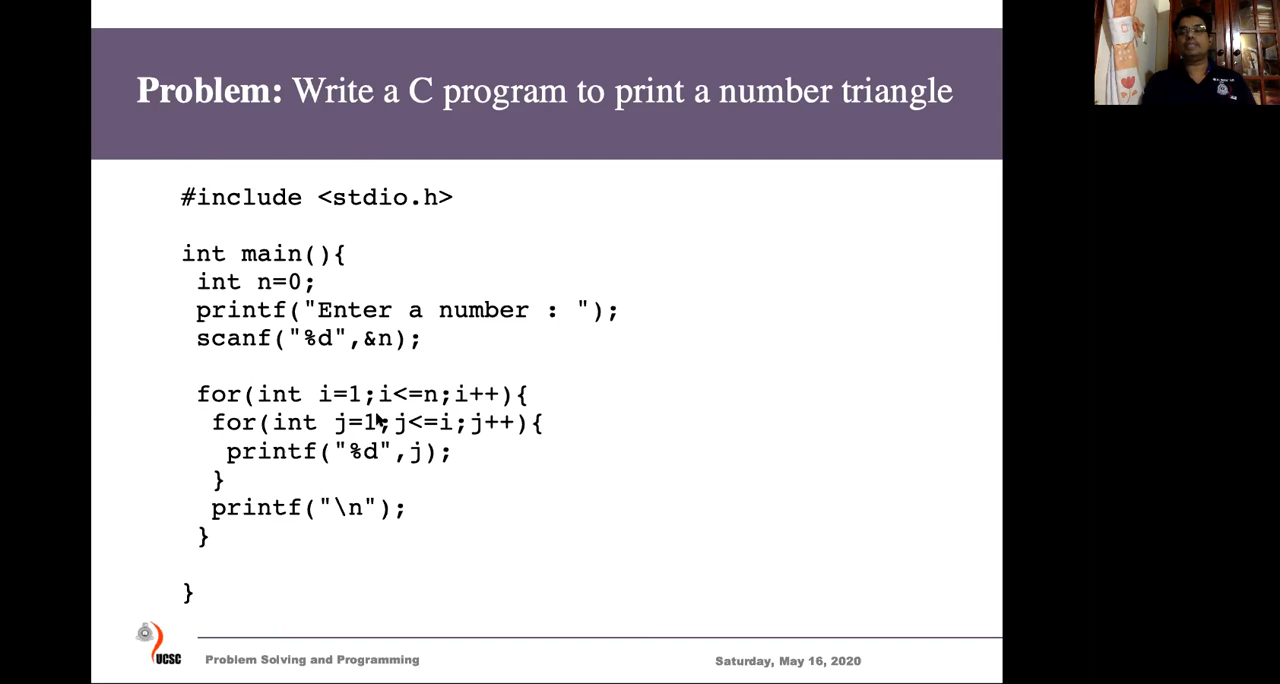 Problem: Write a C program to print a number triangle
#include <stdio.h>
int main(){
int n=0;
printf("Enter a number : ");
scanf("%d",&n);
for(int i=1;i<=n;i++){
for(int j=1;j<=i;j++){
printf("%d",j);
}
printf("\n");
}
}
UCSC
Problem Solving and Programming
Saturday, May 16, 2020